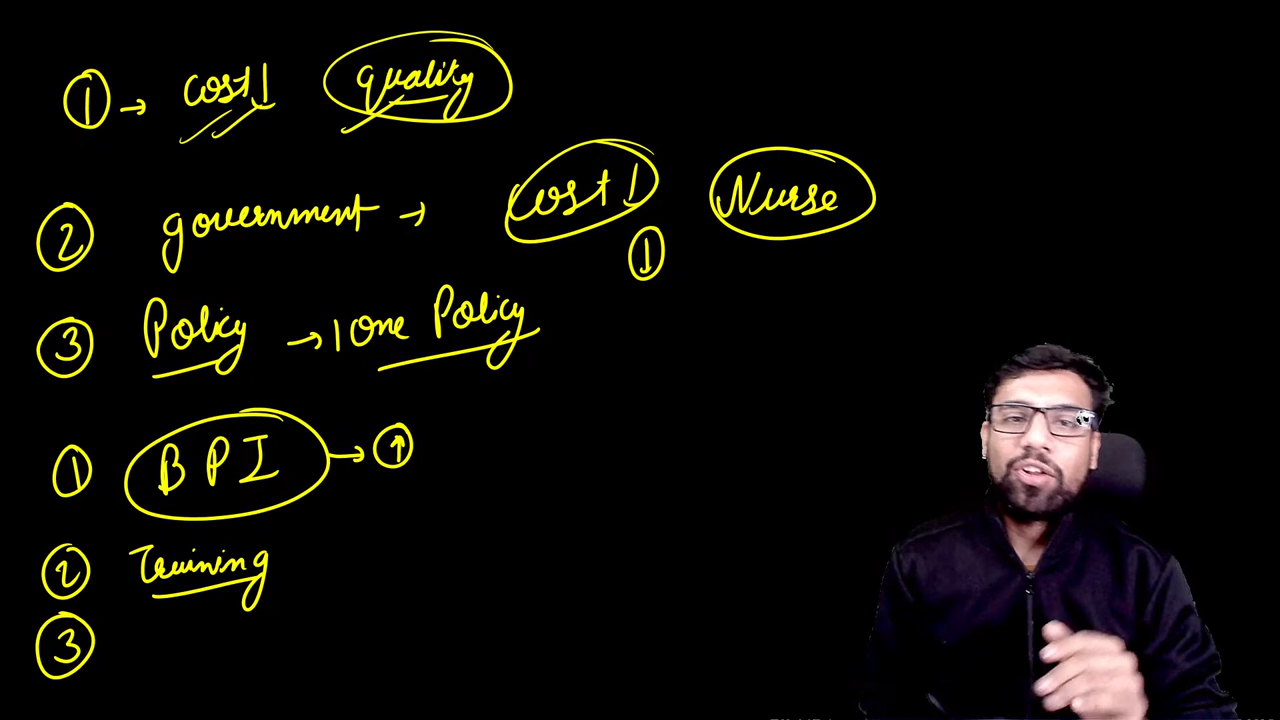 ① → cost↓ quality
② government → cost↓ Nurse
①
③ Policy → 1 One Policy
① BPI → ↑
② Training
③